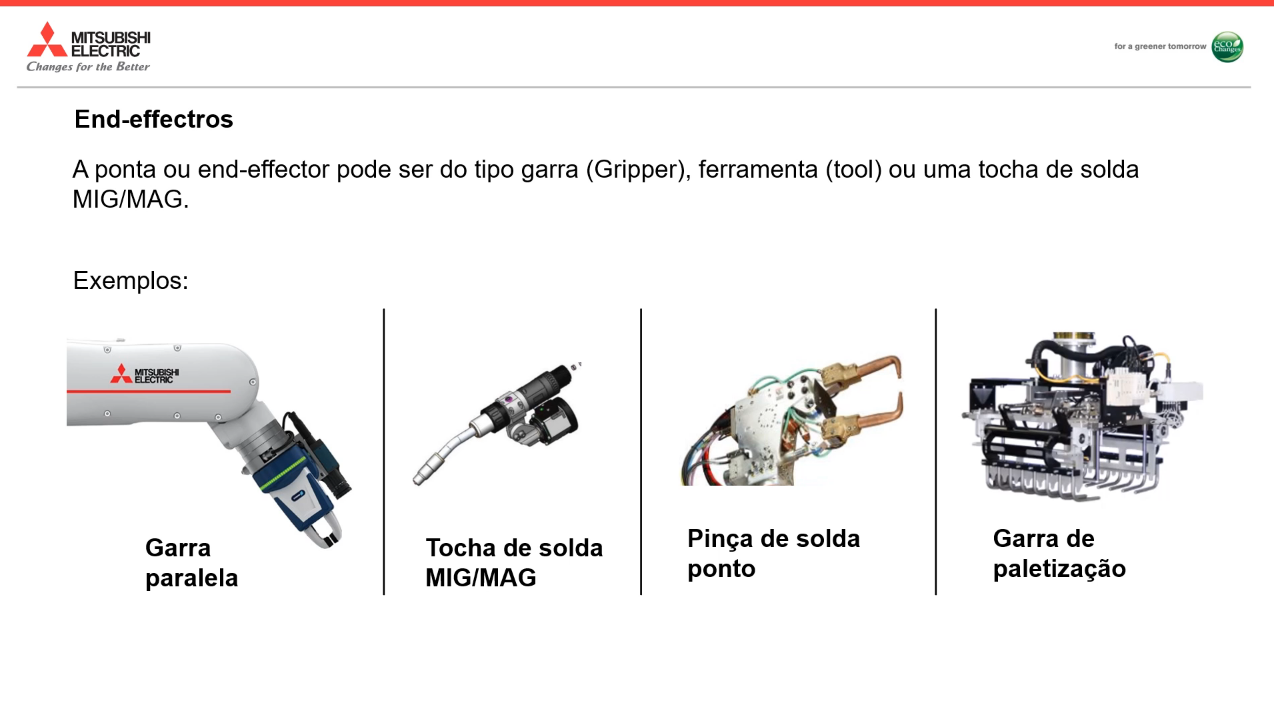 MITSUBISHI
ELECTRIC
Changes for the Better
for a greener tomorrow
eco
Changes
End-effectros
A ponta ou end-effector pode ser do tipo garra (Gripper), ferramenta (tool) ou uma tocha de solda
MIG/MAG.
Exemplos:
MITSUBISHI
ELECTRIC
Garra
paralela
Tocha de solda
MIG/MAG
Pinça de solda
ponto
Garra de
paletização